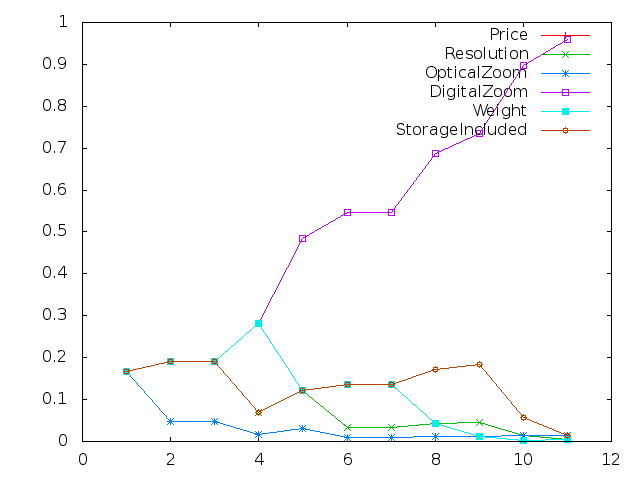 1
0.9
0.8
0.7
0.6
0.5
0.4
0.3
0.2
0.1
0
0 2 4 6 8 10 12
Price
Resolution
OpticalZoom
DigitalZoom
Weight
StorageIncluded